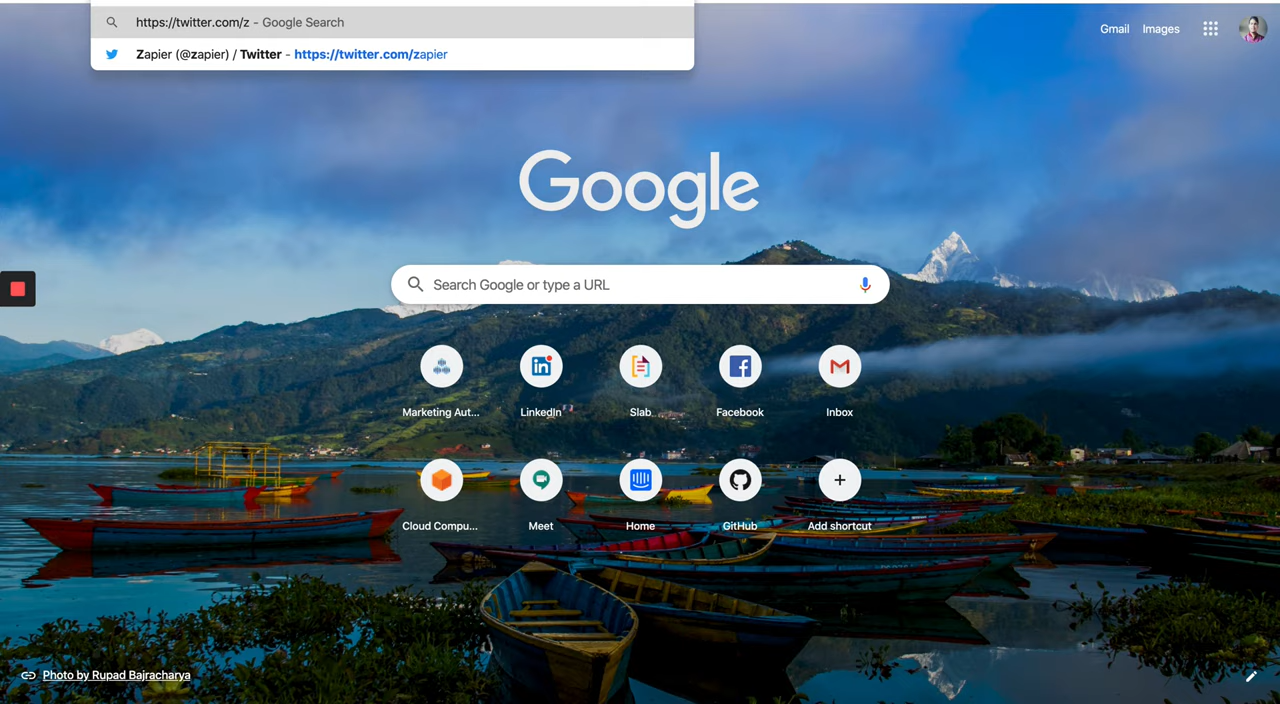 https://twitter.com/z - Google Search
Zapier (@zapier) / Twitter - https://twitter.com/zapier
Gmail Images
Google
Search Google or type a URL
Marketing Aut... LinkedIn Slab Facebook Inbox
Cloud Compu... Meet Home GitHub Add shortcut
Photo by Rupad Bajracharya